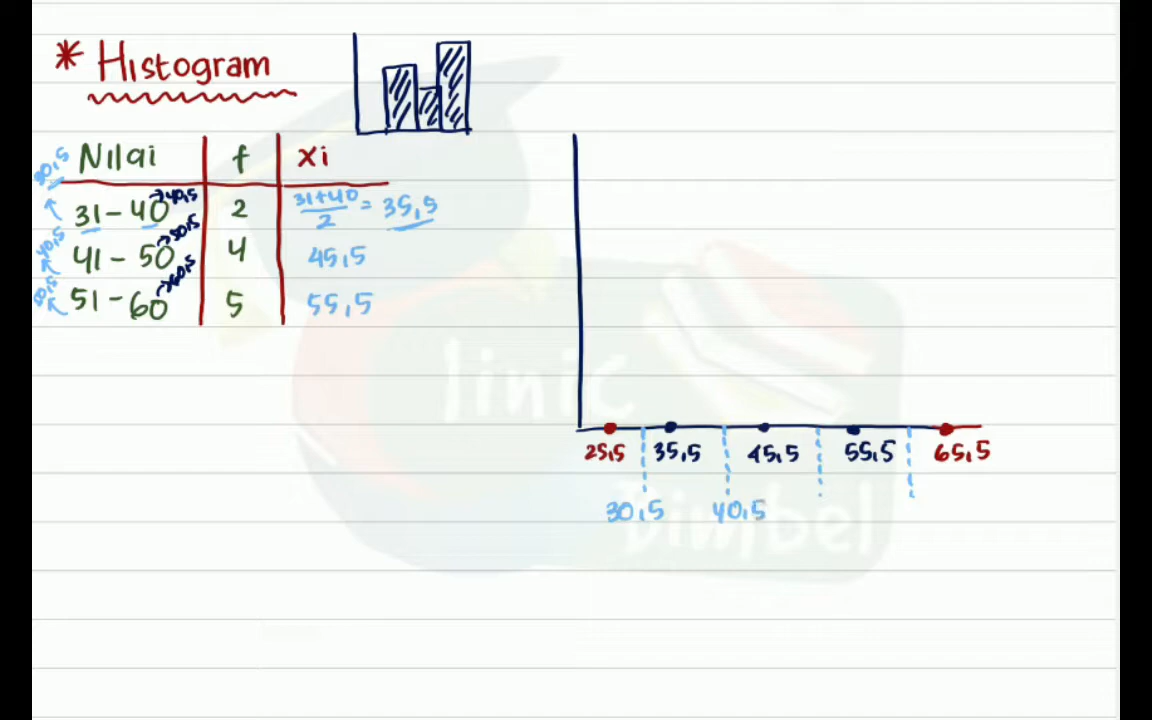 * Histogram
30,5 Nilai f xi
31 - 40 →40,5 2 31+40/2 = 35,5
40,5 41 - 50 →50,5 4 45,5
51 - 60 →60,5 5 55,5
25,5 35,5 45,5 55,5 65,5
30,5 40,5
linic
Bimbel